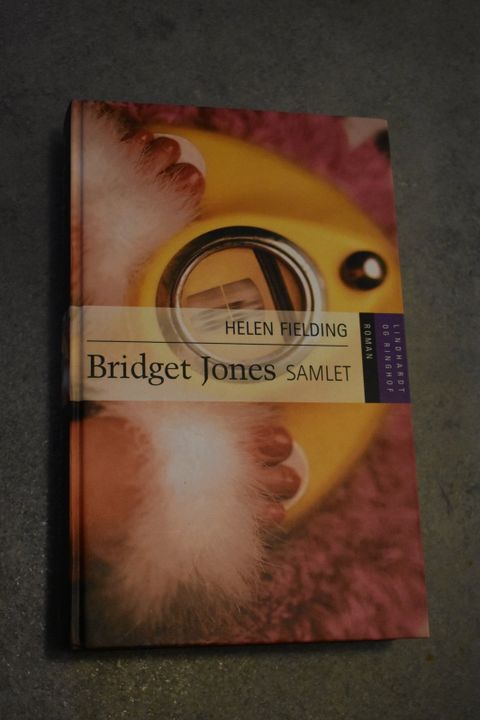 HELEN FIELDING
Bridget Jones SAMLET
ROMAN
LINDHARDT
OG RINGHOF